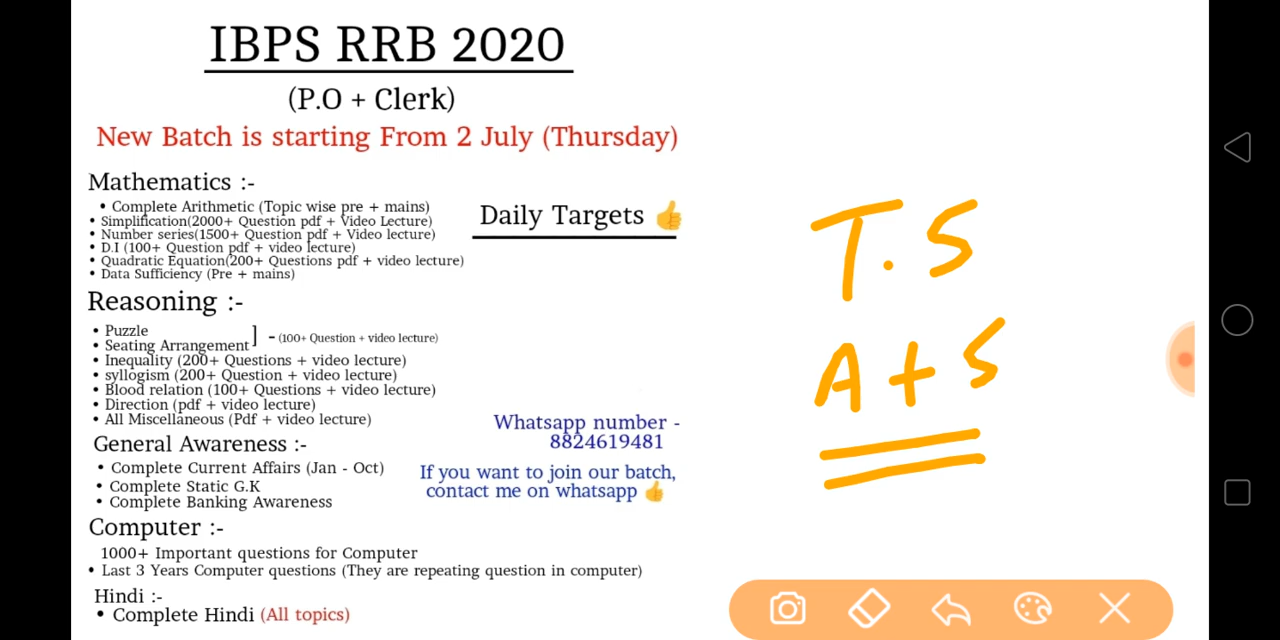 IBPS RRB 2020
(P.O + Clerk)
New Batch is starting From 2 July (Thursday)
Mathematics :-
• Complete Arithmetic (Topic wise pre + mains)
• Simplification(2000+ Question pdf + Video Lecture)
• Number series(1500+ Question pdf + Video lecture)
• D.I (100+ Question pdf + video lecture)
• Quadratic Equation(200+ Questions pdf + video lecture)
• Data Sufficiency (Pre + mains)
Daily Targets 👍
Reasoning :-
• Puzzle
• Seating Arrangement ] - (100+ Question + video lecture)
• Inequality (200+ Questions + video lecture)
• syllogism (200+ Question + video lecture)
• Blood relation (100+ Questions + video lecture)
• Direction (pdf + video lecture)
• All Miscellaneous (Pdf + video lecture)
General Awareness :-
• Complete Current Affairs (Jan - Oct)
• Complete Static G.K
• Complete Banking Awareness
Whatsapp number -
8824619481
If you want to join our batch,
contact me on whatsapp 👍
Computer :-
1000+ Important questions for Computer
• Last 3 Years Computer questions (They are repeating question in computer)
Hindi :-
• Complete Hindi (All topics)
T.S
A+S